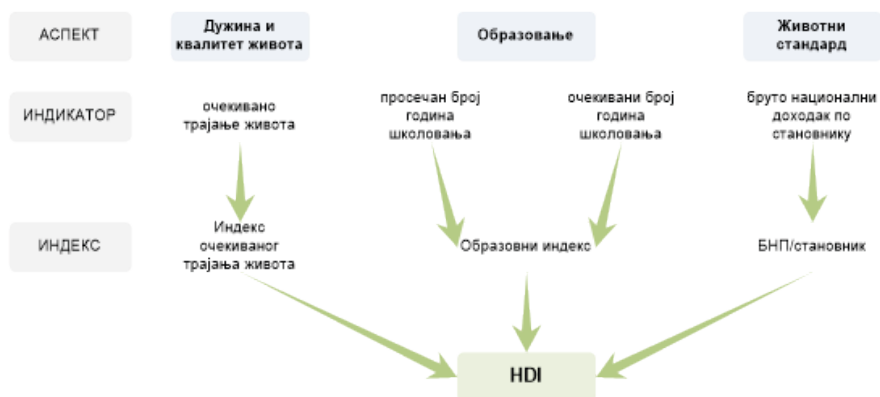 АСПЕКТ
Дужина и
квалитет живота
Образовање
Животни
стандард
ИНДИКАТОР
очекивано
трајање живота
просечан број
година
школовања
очекивани број
година
школовања
бруто национални
доходак по
становнику
ИНДЕКС
Индекс
очекиваног
трајања живота
Образовни индекс
БНП/становник
HDI